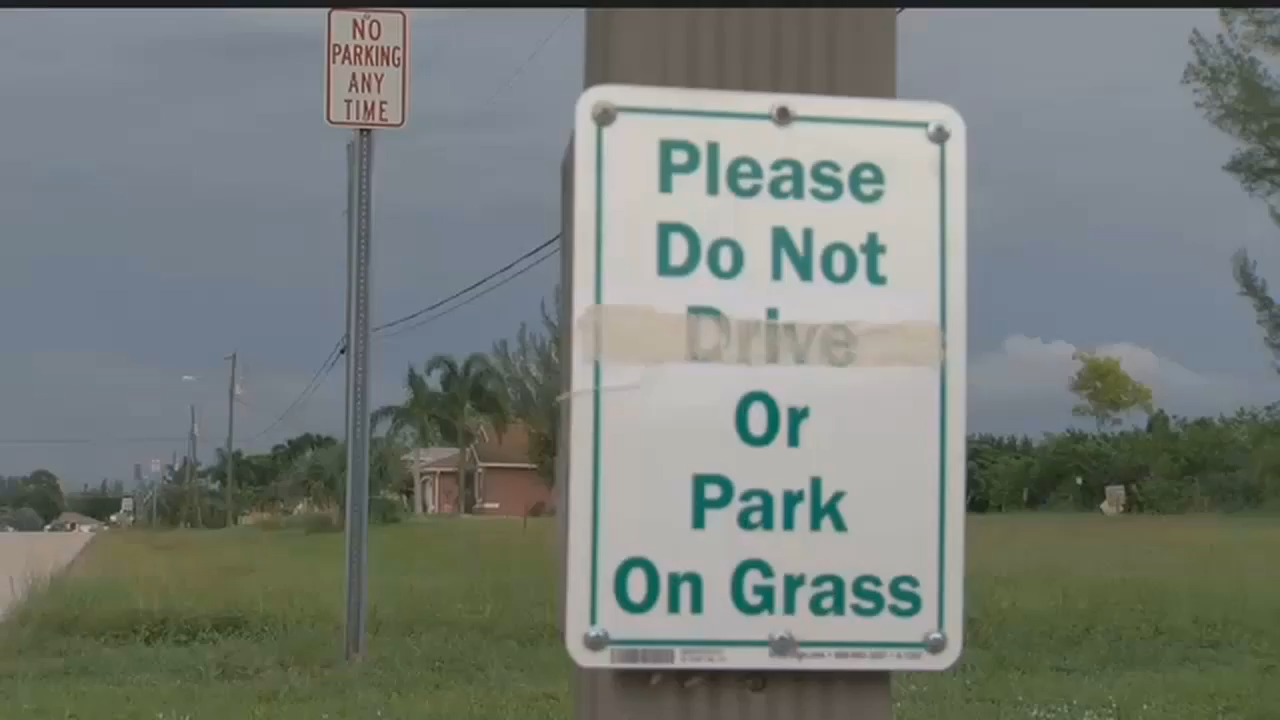 NO
PARKING
ANY
TIME
Please
Do Not
Drive
Or
Park
On Grass